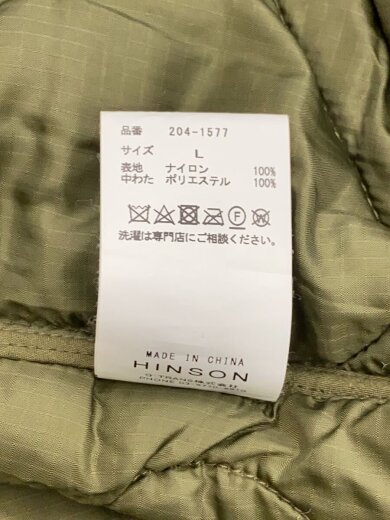 品番 204-1577
サイズ L
表地 ナイロン 100%
中わた ポリエステル 100%
F W
洗濯は専門店にご相談ください。
MADE IN CHINA
HINSON